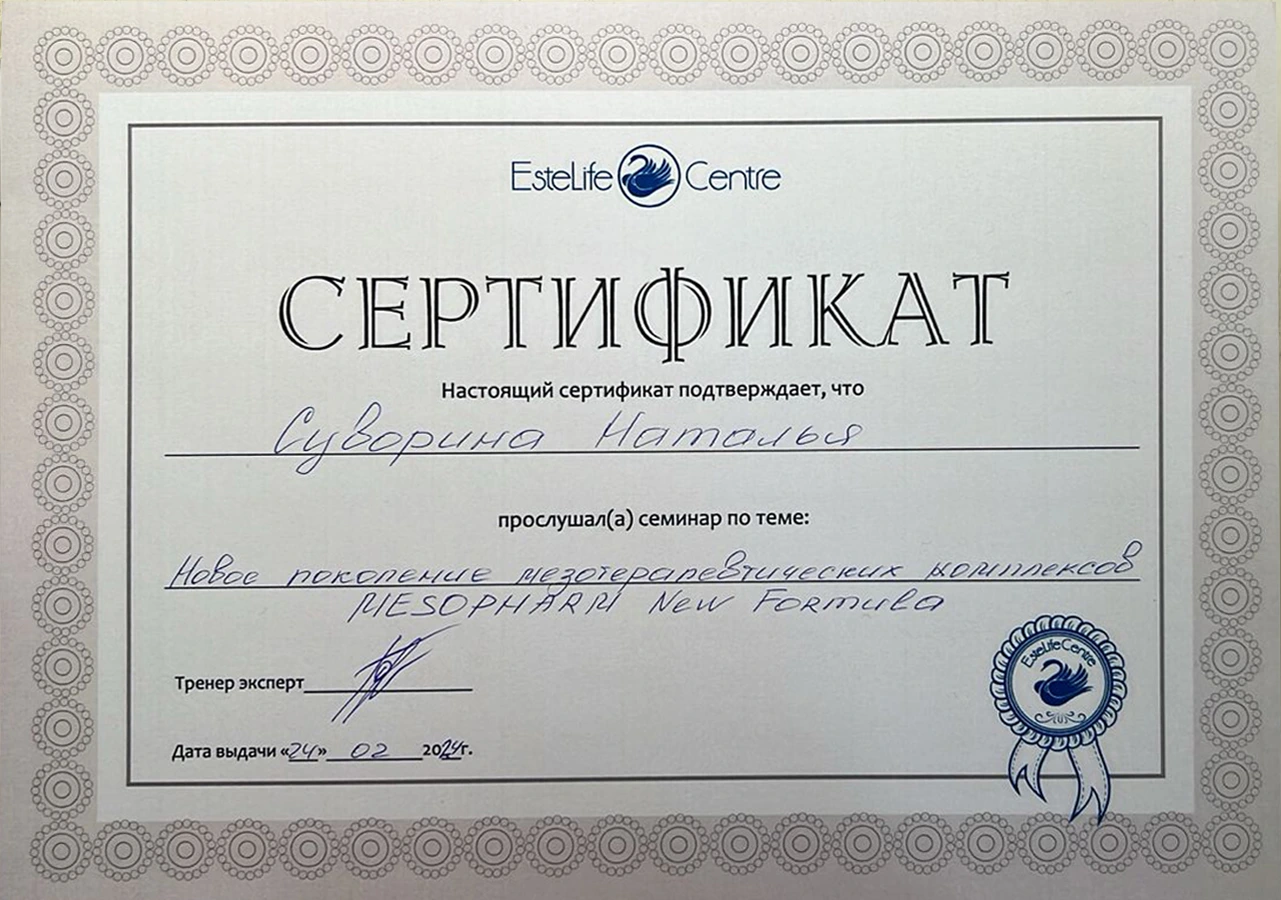 EsteLife Centre
СЕРТИФИКАТ
Настоящий сертификат подтверждает, что
Суворина Наталья
прослушал(а) семинар по теме:
Новое поколение мезотерапевтических комплексов
MESOPHARM New Formula
Тренер эксперт
EsteLife Centre
Дата выдачи «24» 02 2024г.